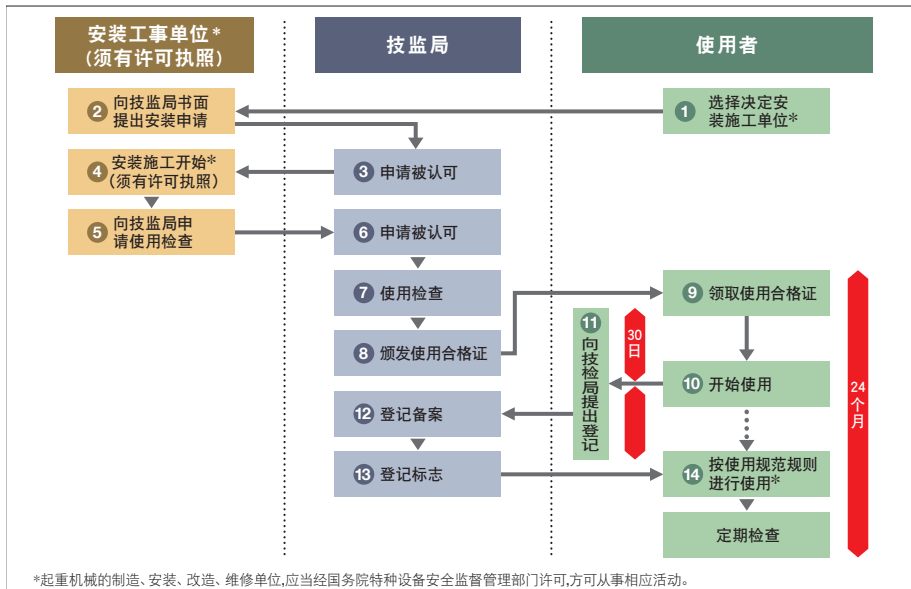 安装工事单位*
(须有许可执照)
技监局
使用者
1 选择决定安
装施工单位*
2 向技监局书面
提出安装申请
3 申请被认可
4 安装施工开始*
(须有许可执照)
5 向技监局申
请使用检查
6 申请被认可
7 使用检查
8 颁发使用合格证
9 领取使用合格证
10 开始使用
11 向技检局提出登记
30日
24个月
12 登记备案
13 登记标志
14 按使用规范规则
进行使用*
定期检查
*起重机械的制造、安装、改造、维修单位,应当经国务院特种设备安全监督管理部门许可,方可从事相应活动。